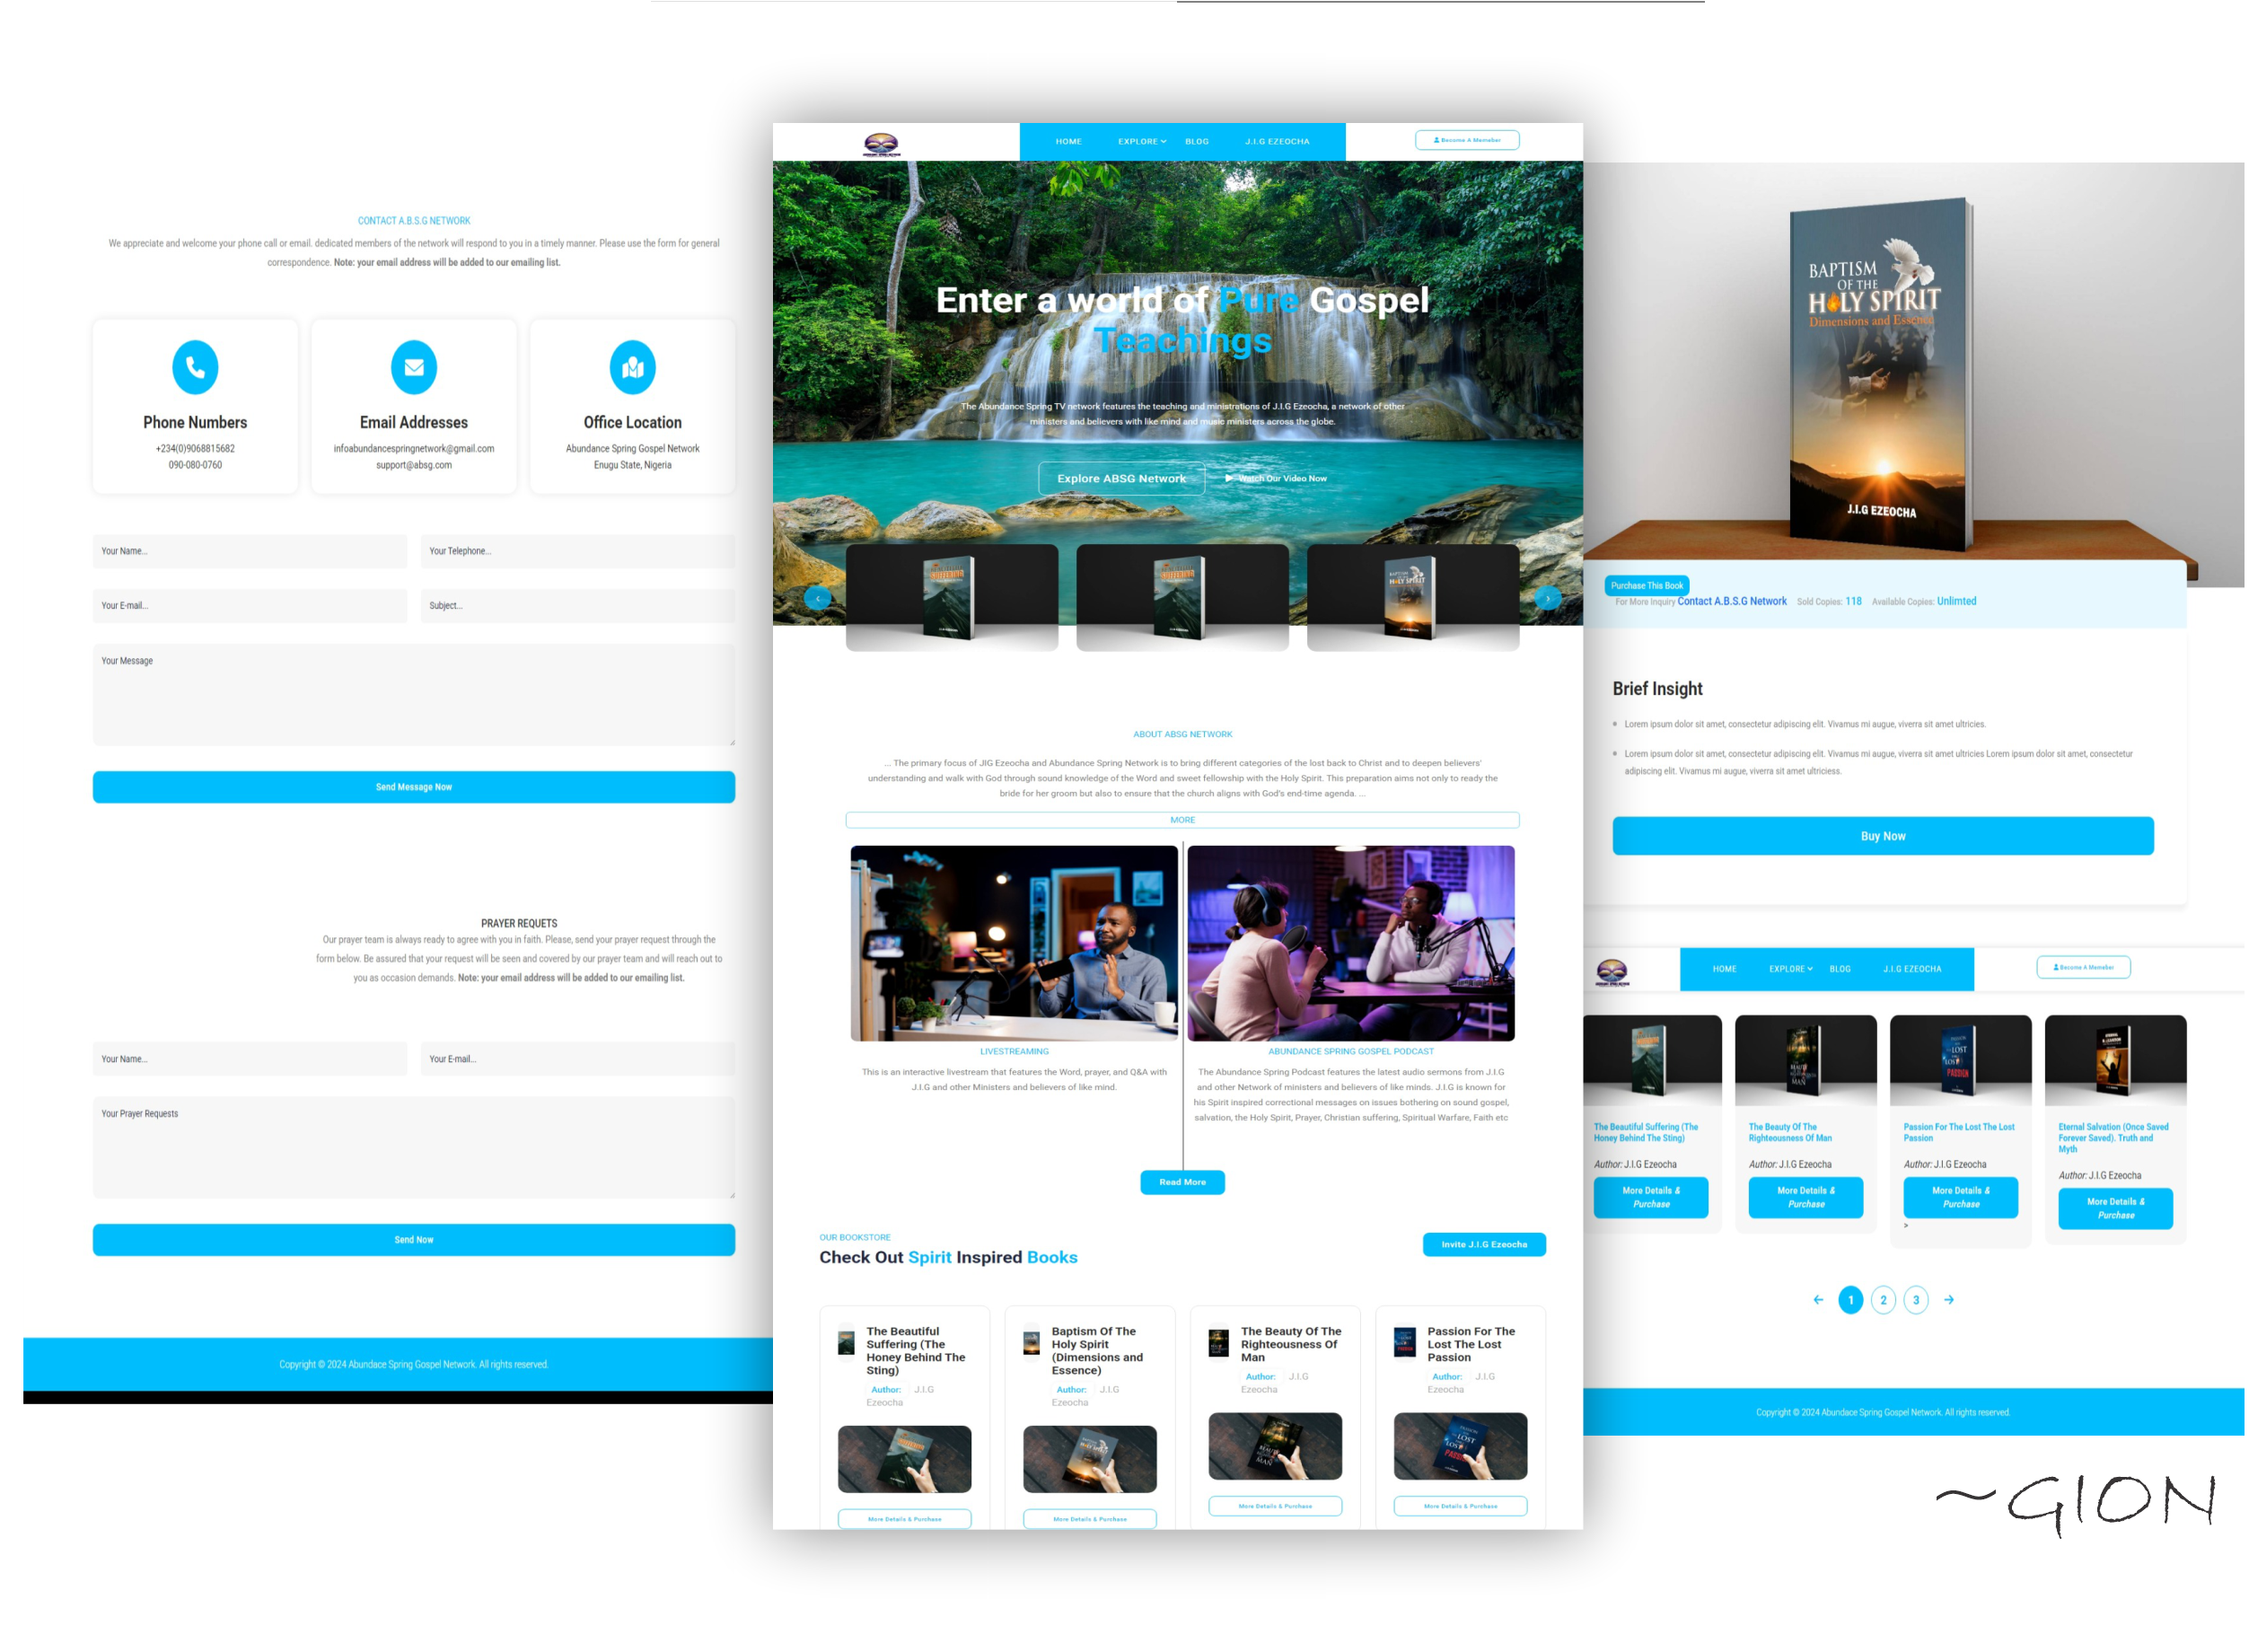 CONTACT A.B.S.G NETWORK
We appreciate and welcome your phone call or email. dedicated members of the network will respond to you in a timely manner. Please use the form for general
correspondence. Note: your email address will be added to our emailing list.
Phone Numbers
+234(0)9068815682
090-080-0760
Email Addresses
infoabundancespringnetwork@gmail.com
support@absg.com
Office Location
Abundance Spring Gospel Network
Enugu State, Nigeria
Your Name...
Your Telephone...
Your E-mail...
Subject...
Your Message
Send Message Now
PRAYER REQUETS
Our prayer team is always ready to agree with you in faith. Please, send your prayer request through the
form below. Be assured that your request will be seen and covered by our prayer team and will reach out to
you as occasion demands. Note: your email address will be added to our emailing list.
Your Name...
Your E-mail...
Your Prayer Requests
Send Now
Copyright © 2024 Abundace Spring Gospel Network. All rights reserved.
HOME
EXPLORE
BLOG
J.I.G EZEOCHA
Become A Memeber
Enter a world of Pure Gospel
Teachings
The Abundance Spring TV network features the teaching and ministrations of J.I.G Ezeocha, a network of other
ministers and believers with like mind and music ministers across the globe.
Explore ABSG Network
Watch Our Video Now
SUFFERING
SUFFERING
BAPTISM
HOLY SPIRIT
ABOUT ABSG NETWORK
... The primary focus of JIG Ezeocha and Abundance Spring Network is to bring different categories of the lost back to Christ and to deepen believers'
understanding and walk with God through sound knowledge of the Word and sweet fellowship with the Holy Spirit. This preparation aims not only to ready the
bride for her groom but also to ensure that the church aligns with God's end-time agenda. ...
MORE
LIVESTREAMING
This is an interactive livestream that features the Word, prayer, and Q&A with
J.I.G and other Ministers and believers of like mind.
ABUNDANCE SPRING GOSPEL PODCAST
The Abundance Spring Podcast features the latest audio sermons from J.I.G
and other Network of ministers and believers of like minds. J.I.G is known for
his Spirit inspired correctional messages on issues bothering on sound gospel,
salvation, the Holy Spirit, Prayer, Christian suffering, Spiritual Warfare, Faith etc
Read More
OUR BOOKSTORE
Check Out Spirit Inspired Books
Invite J.I.G Ezeocha
The Beautiful
Suffering (The
Honey Behind The
Sting)
Author: J.I.G
Ezeocha
More Details & Purchase
Baptism Of The
Holy Spirit
(Dimensions and
Essence)
Author: J.I.G
Ezeocha
More Details & Purchase
The Beauty Of The
Righteousness Of
Man
Author: J.I.G
Ezeocha
More Details & Purchase
Passion For The
Lost The Lost
Passion
Author: J.I.G
Ezeocha
More Details & Purchase
BAPTISM
OF THE
HOLY SPIRIT
Dimensions and Essence
J.I.G EZEOCHA
Purchase This Book
For More Inquiry Contact A.B.S.G Network Sold Copies: 118 Available Copies: Unlimted
Brief Insight
Lorem ipsum dolor sit amet, consectetur adipiscing elit. Vivamus mi augue, viverra sit amet ultricies.
Lorem ipsum dolor sit amet, consectetur adipiscing elit. Vivamus mi augue, viverra sit amet ultricies Lorem ipsum dolor sit amet, consectetur
adipiscing elit. Vivamus mi augue, viverra sit amet ultriciess.
Buy Now
HOME
EXPLORE
BLOG
J.I.G EZEOCHA
Become A Memeber
The Beautiful Suffering (The
Honey Behind The Sting)
Author: J.I.G Ezeocha
More Details &
Purchase
The Beauty Of The
Righteousness Of Man
Author: J.I.G Ezeocha
More Details &
Purchase
LOST
PASSION
Passion For The Lost The Lost
Passion
Author: J.I.G Ezeocha
More Details &
Purchase
>
Eternal Salvation (Once Saved
Forever Saved). Truth and
Myth
Author: J.I.G Ezeocha
More Details &
Purchase
1
2
3
Copyright © 2024 Abundace Spring Gospel Network. All rights reserved.
~GION